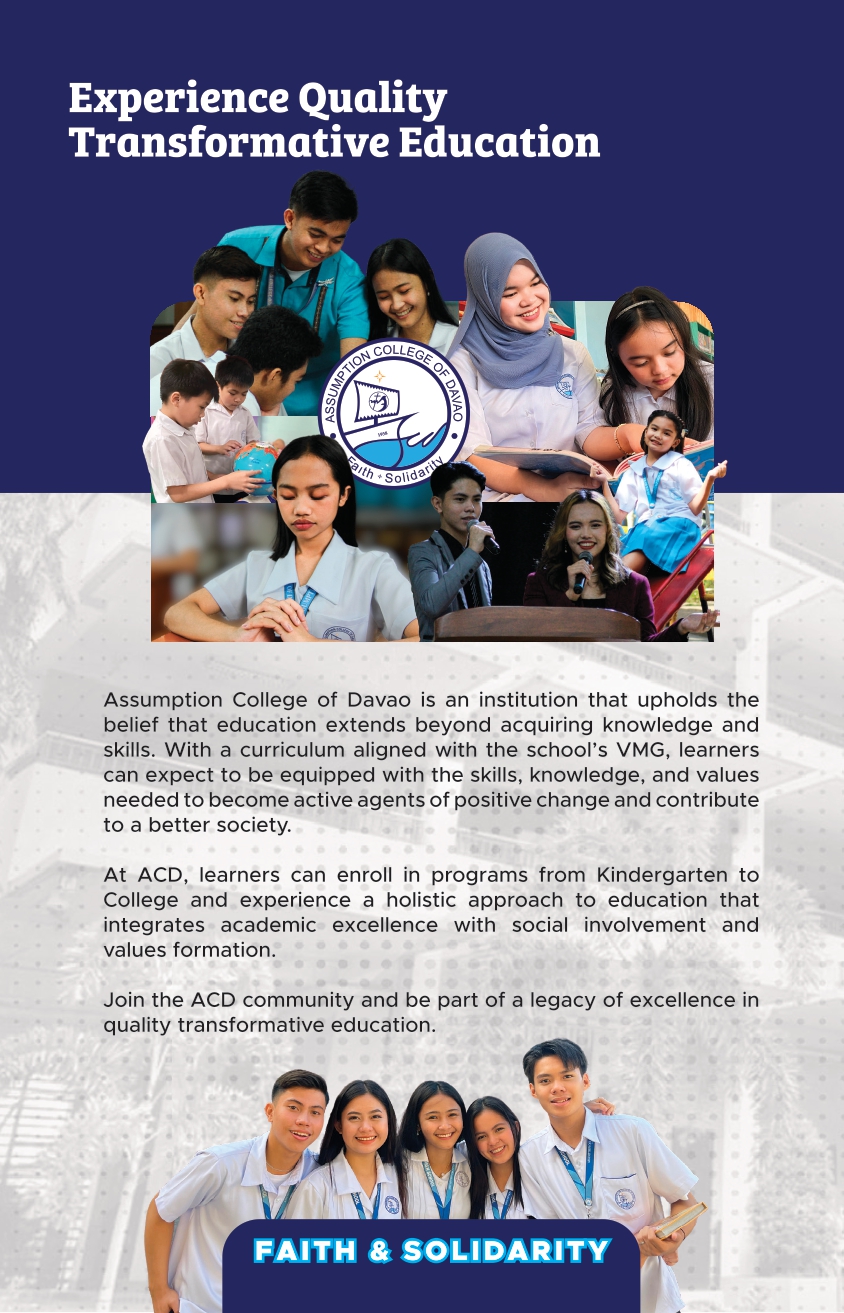 Experience Quality
Transformative Education
ASSUMPTION COLLEGE OF DAVAO
1958
Faith + Solidarity
Assumption College of Davao is an institution that upholds the
belief that education extends beyond acquiring knowledge and
skills. With a curriculum aligned with the school’s VMG, learners
can expect to be equipped with the skills, knowledge, and values
needed to become active agents of positive change and contribute
to a better society.
At ACD, learners can enroll in programs from Kindergarten to
College and experience a holistic approach to education that
integrates academic excellence with social involvement and
values formation.
Join the ACD community and be part of a legacy of excellence in
quality transformative education.
FAITH & SOLIDARITY